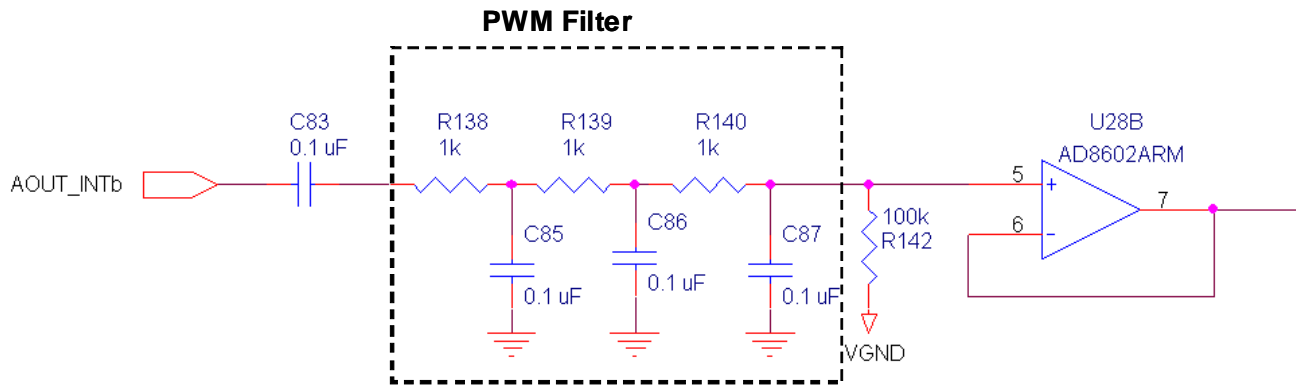 PWM Filter
C83
0.1 uF
R138
1k
R139
1k
R140
1k
U28B
AD8602ARM
AOUT_INTb
5
+
7
6
-
100k
R142
C85
0.1 uF
C86
0.1 uF
C87
0.1 uF
VGND